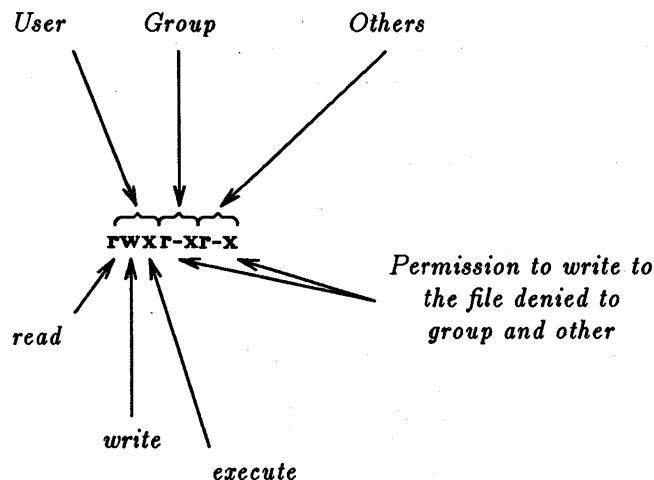 User Group Others
rwxr-xr-x
Permission to write to
the file denied to
group and other
read
write
execute